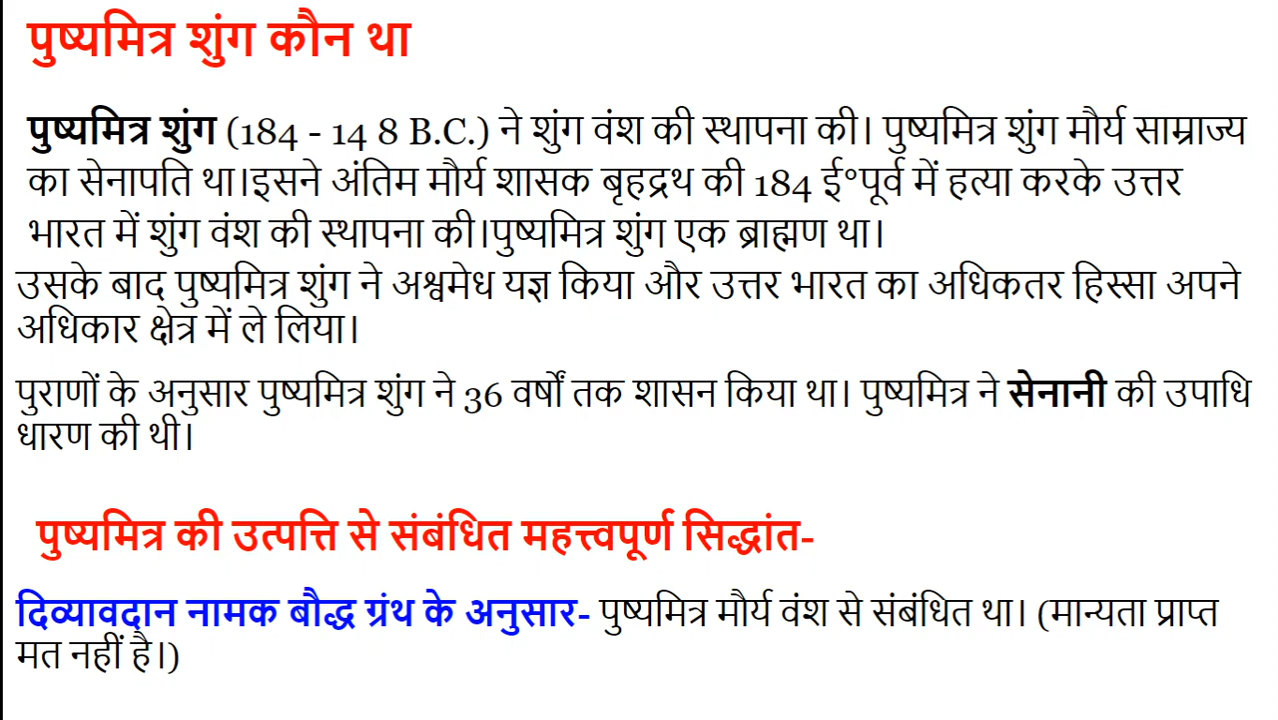 पुष्यमित्र शुंग कौन था
पुष्यमित्र शुंग (184 - 14 8 B.C.) ने शुंग वंश की स्थापना की। पुष्यमित्र शुंग मौर्य साम्राज्य
का सेनापति था।इसने अंतिम मौर्य शासक बृहद्रथ की 184 ई॰पूर्व में हत्या करके उत्तर
भारत में शुंग वंश की स्थापना की।पुष्यमित्र शुंग एक ब्राह्मण था।
उसके बाद पुष्यमित्र शुंग ने अश्वमेध यज्ञ किया और उत्तर भारत का अधिकतर हिस्सा अपने
अधिकार क्षेत्र में ले लिया।
पुराणों के अनुसार पुष्यमित्र शुंग ने 36 वर्षों तक शासन किया था। पुष्यमित्र ने सेनानी की उपाधि
धारण की थी।
पुष्यमित्र की उत्पत्ति से संबंधित महत्त्वपूर्ण सिद्धांत-
दिव्यावदान नामक बौद्ध ग्रंथ के अनुसार- पुष्यमित्र मौर्य वंश से संबंधित था। (मान्यता प्राप्त
मत नहीं है।)